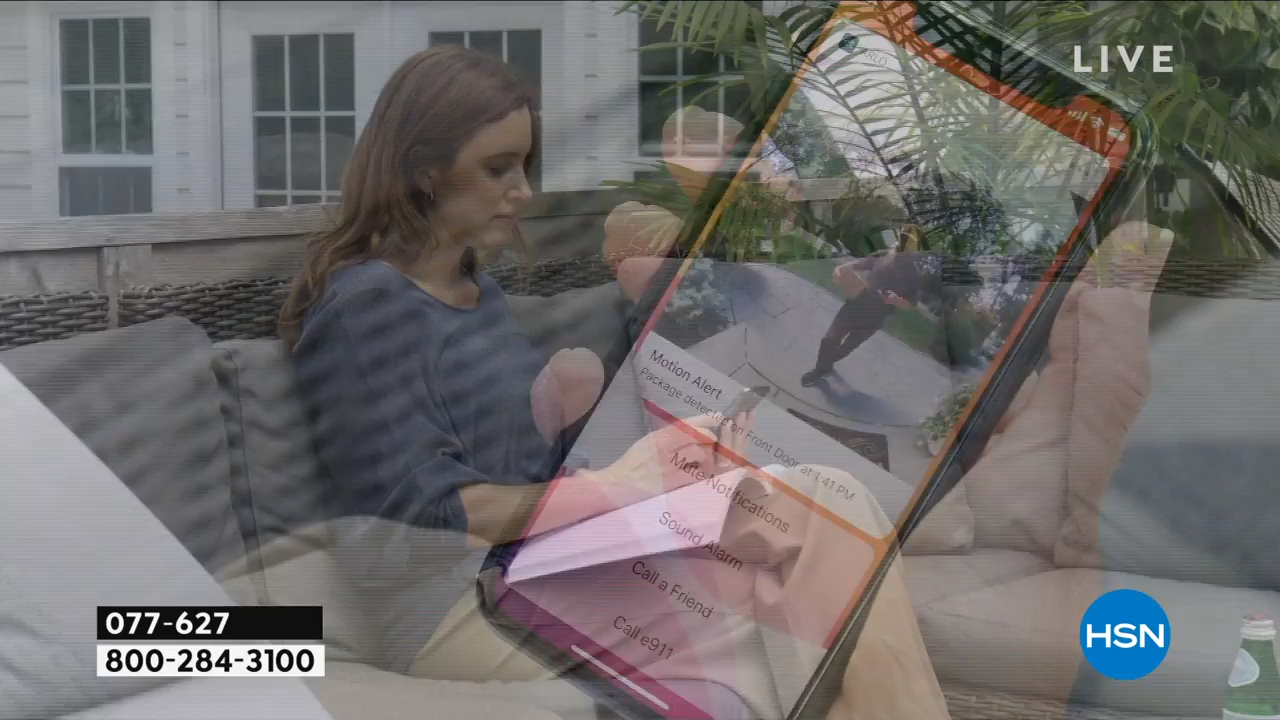 LIVE
ARLO
Motion Alert
Package detected on Front Door at 1:41 PM
Mute Notifications
Sound Alarm
Call a Friend
Call e911
077-627
800-284-3100
HSN